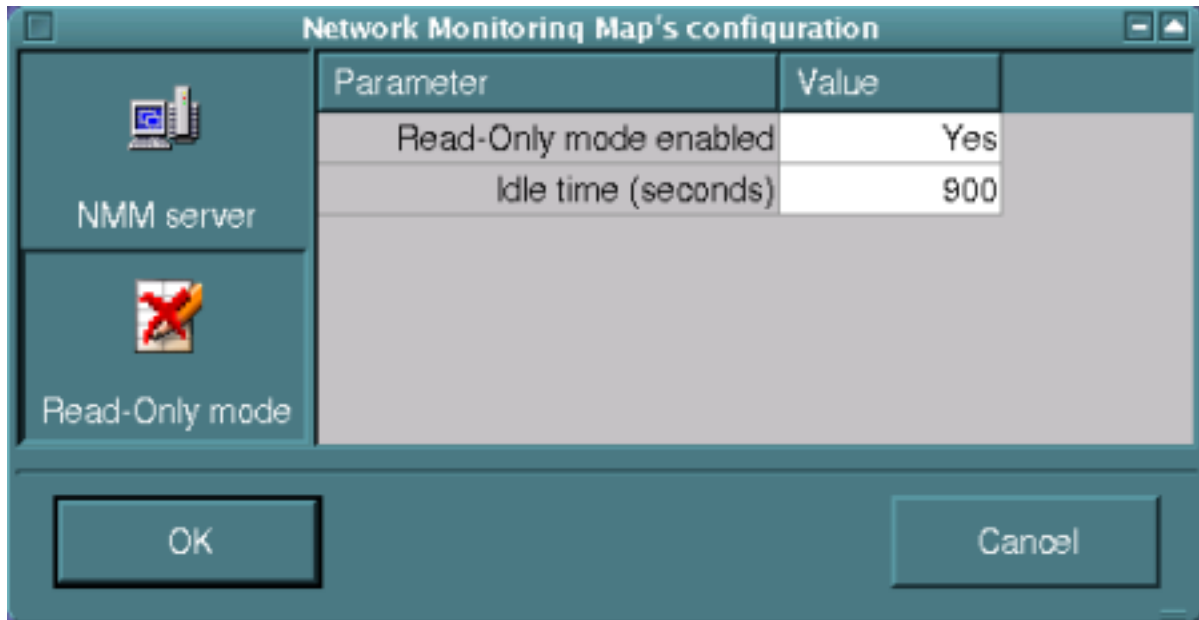 Network Monitoring Map's configuration
Parameter Value
Read-Only mode enabled Yes
Idle time (seconds) 900
NMM server
Read-Only mode
OK Cancel